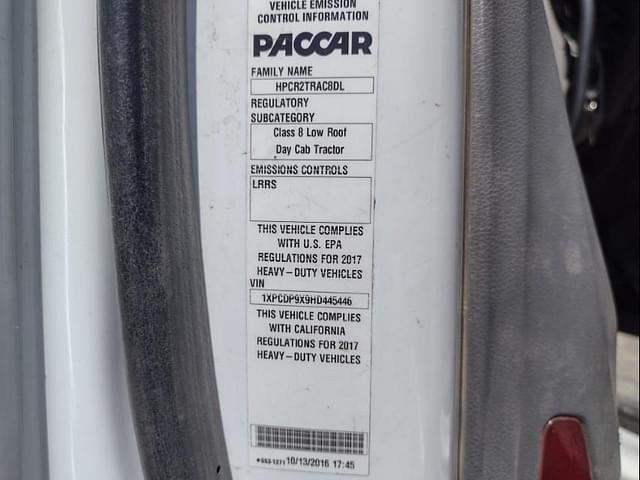 VEHICLE EMISSION
CONTROL INFORMATION
PACCAR
FAMILY NAME
HPCR2TRAC8DL
REGULATORY
SUBCATEGORY
Class 8 Low Roof
Day Cab Tractor
EMISSIONS CONTROLS
LRRS
THIS VEHICLE COMPLIES
WITH U.S. EPA
REGULATIONS FOR 2017
HEAVY-DUTY VEHICLES
VIN
1XPCDP9X9HD445446
THIS VEHICLE COMPLIES
WITH CALIFORNIA
REGULATIONS FOR 2017
HEAVY-DUTY VEHICLES
10/13/2016 17:45